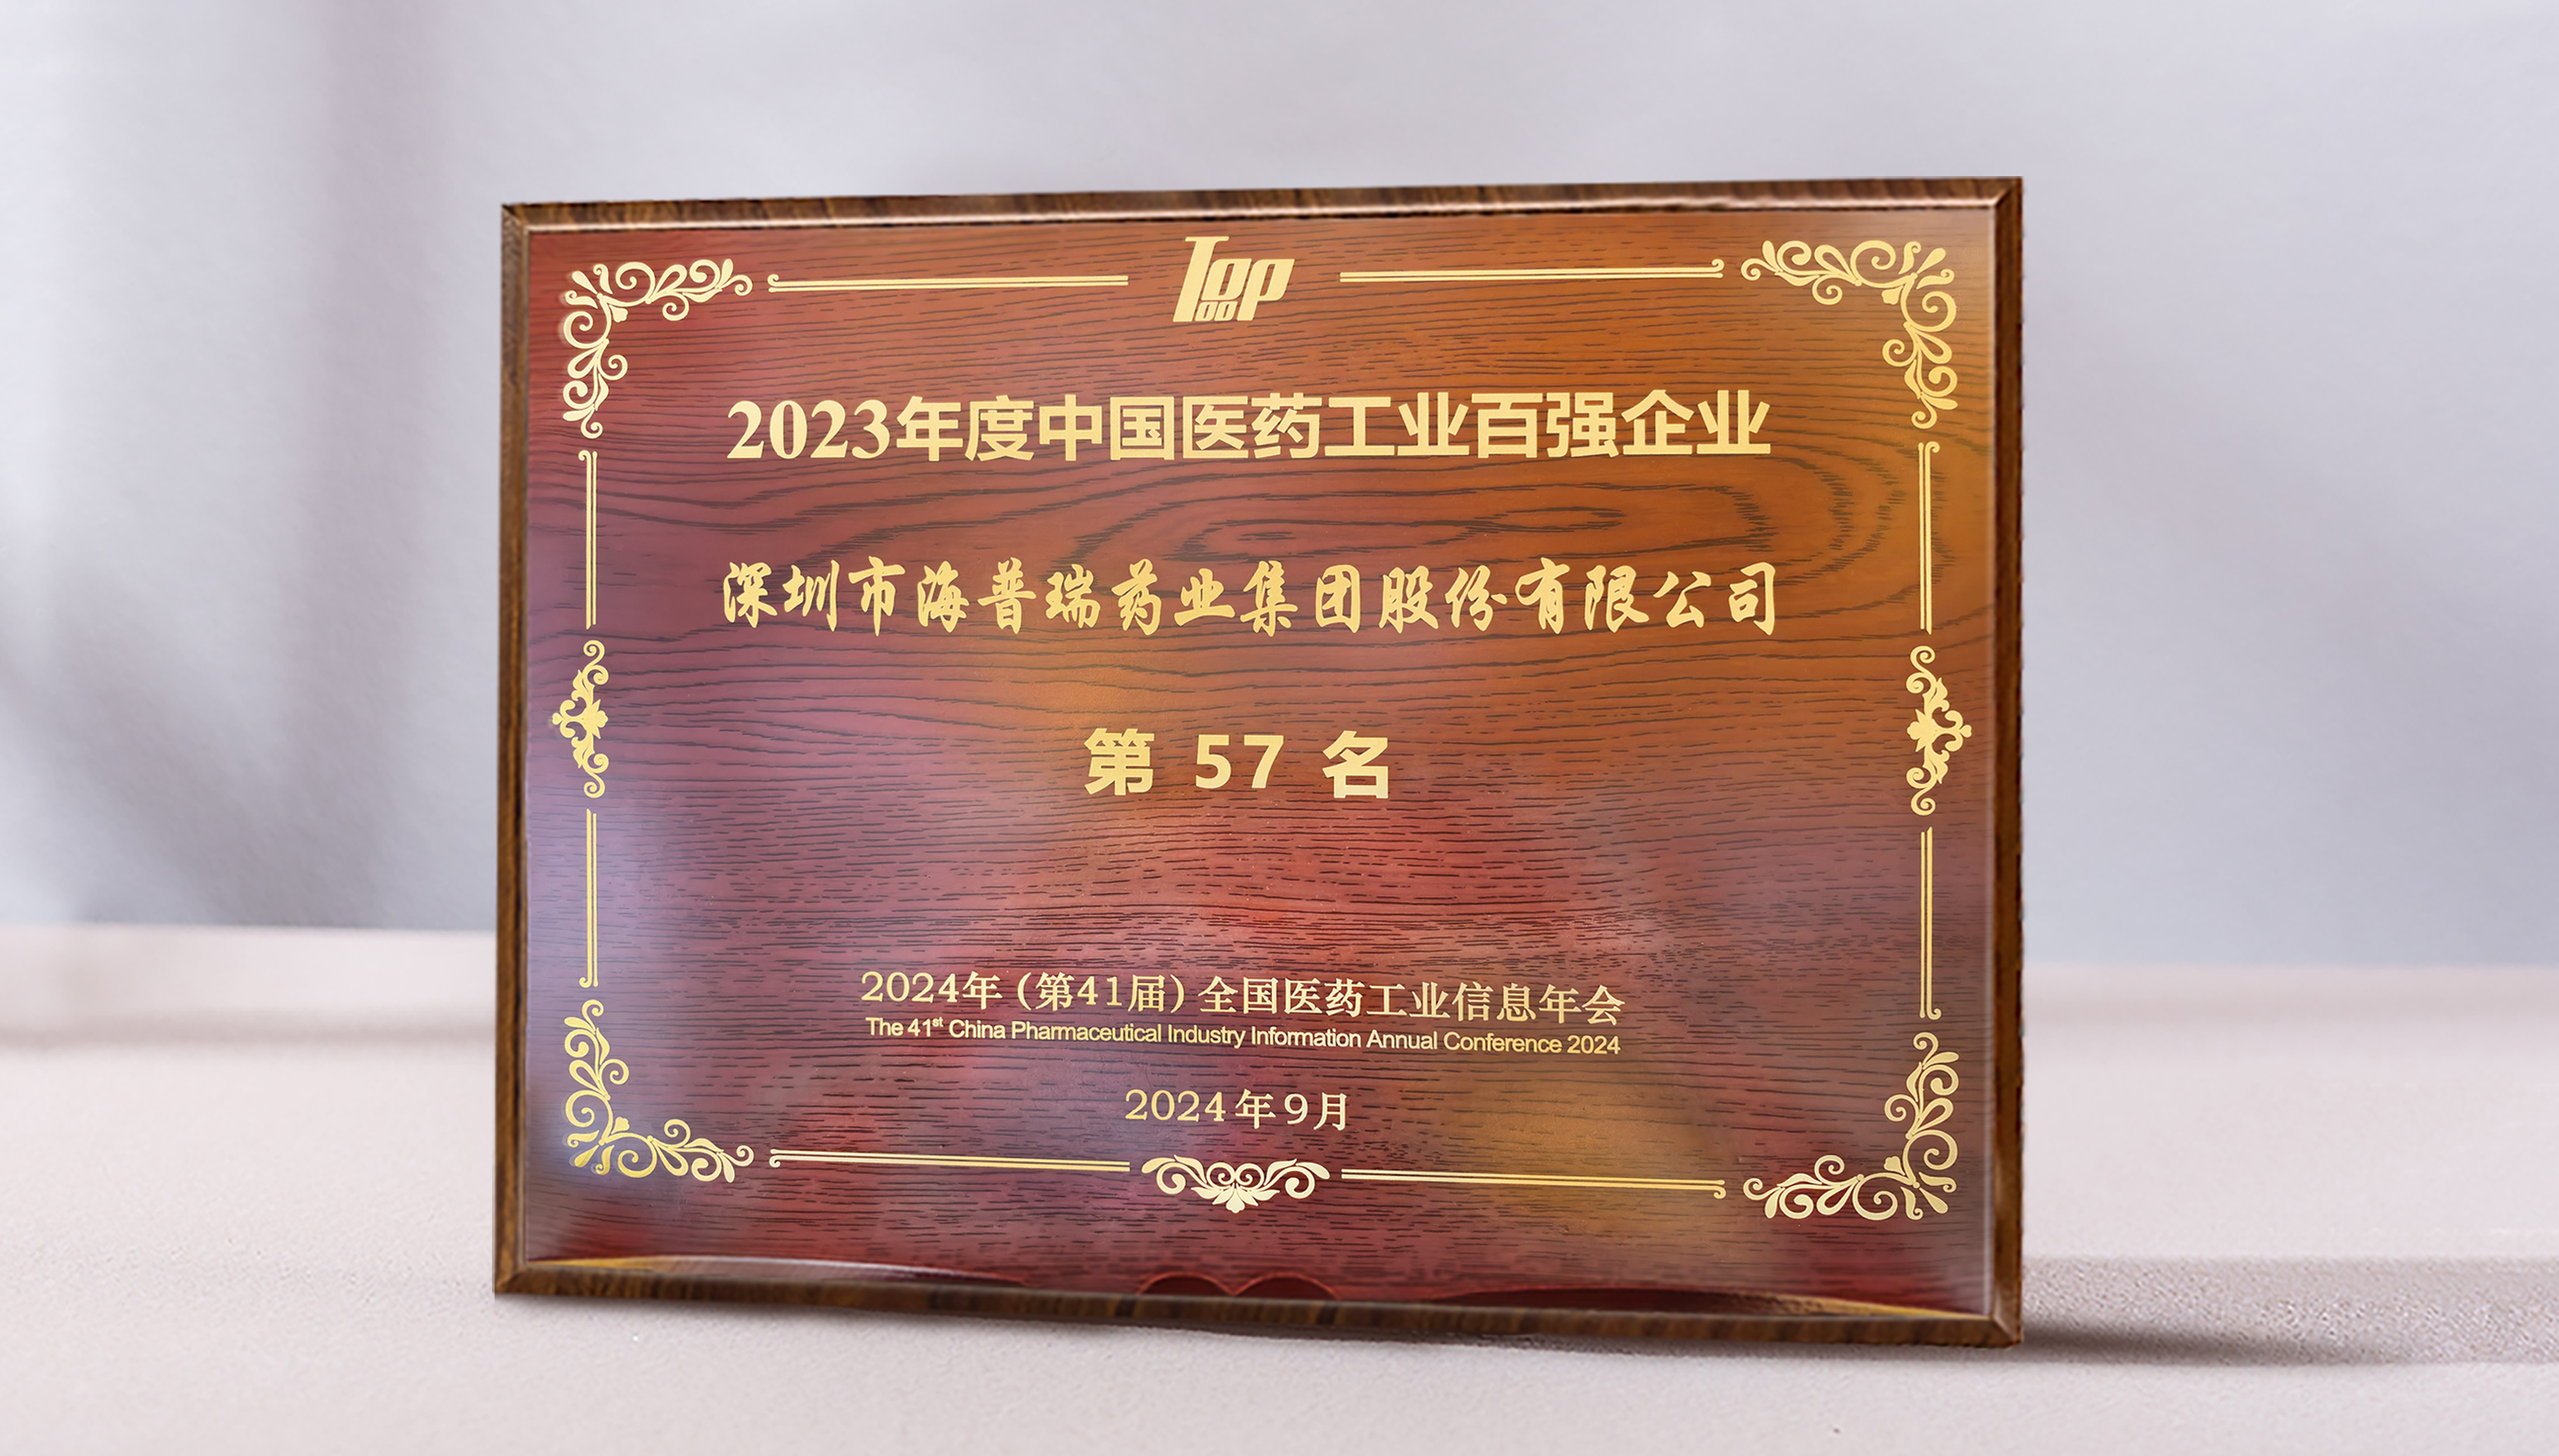 Top100
2023年度中国医药工业百强企业
深圳市海普瑞药业集团股份有限公司
第 57 名
2024年（第41届）全国医药工业信息年会
The 41st China Pharmaceutical Industry Information Annual Conference 2024
2024年9月